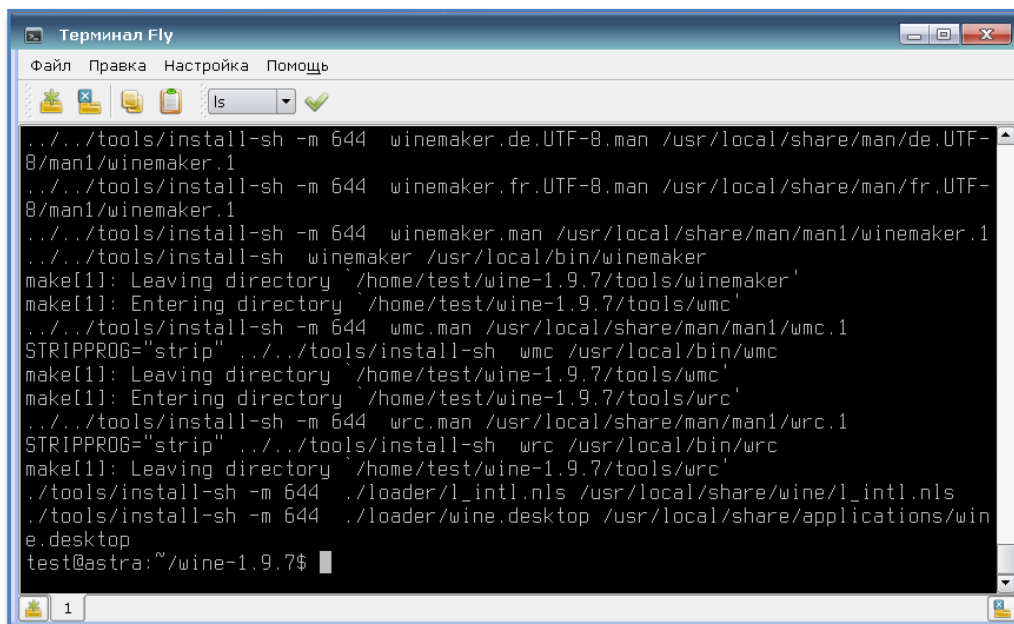 Терминал Fly
Файл Правка Настройка Помощь
ls
../../tools/install-sh -m 644  winemaker.de.UTF-8.man /usr/local/share/man/de.UTF-
8/man1/winemaker.1
../../tools/install-sh -m 644  winemaker.fr.UTF-8.man /usr/local/share/man/fr.UTF-
8/man1/winemaker.1
../../tools/install-sh -m 644  winemaker.man /usr/local/share/man/man1/winemaker.1
../../tools/install-sh  winemaker /usr/local/bin/winemaker
make[1]: Leaving directory `/home/test/wine-1.9.7/tools/winemaker'
make[1]: Entering directory `/home/test/wine-1.9.7/tools/wmc'
../../tools/install-sh -m 644  wmc.man /usr/local/share/man/man1/wmc.1
STRIPPROG="strip" ../../tools/install-sh  wmc /usr/local/bin/wmc
make[1]: Leaving directory `/home/test/wine-1.9.7/tools/wmc'
make[1]: Entering directory `/home/test/wine-1.9.7/tools/wrc'
../../tools/install-sh -m 644  wrc.man /usr/local/share/man/man1/wrc.1
STRIPPROG="strip" ../../tools/install-sh  wrc /usr/local/bin/wrc
make[1]: Leaving directory `/home/test/wine-1.9.7/tools/wrc'
./tools/install-sh -m 644  ./loader/l_intl.nls /usr/local/share/wine/l_intl.nls
./tools/install-sh -m 644  ./loader/wine.desktop /usr/local/share/applications/win
e.desktop
test@astra:~/wine-1.9.7$
1